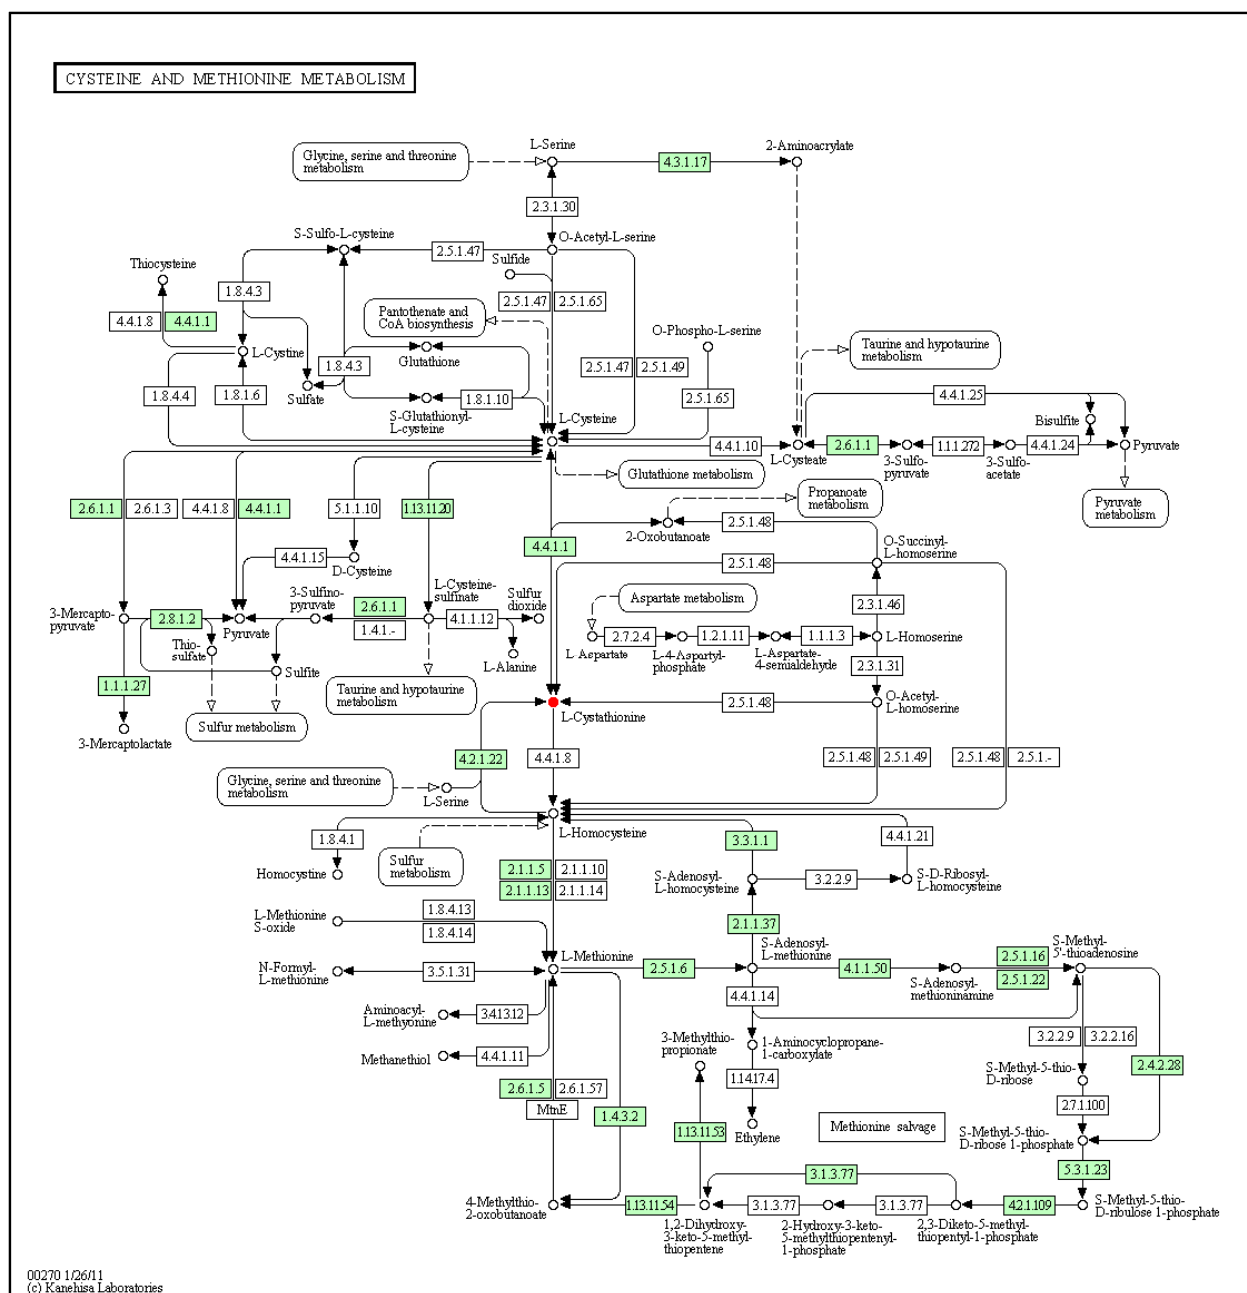 CYSTEINE AND METHIONINE METABOLISM
Glycine, serine and threonine
metabolism
L-Serine
4.3.1.17
2-Aminoacrylate
2.3.1.30
S-Sulfo-L-cysteine
2.5.1.47
O-Acetyl-L-serine
Sulfide
Thiocysteine
1.8.4.3
2.5.1.47
2.5.1.65
4.4.1.8
4.4.1.1
Pantothenate and
CoA biosynthesis
O-Phospho-L-serine
Taurine and hypotaurine
metabolism
L-Cystine
Glutathione
1.8.4.3
2.5.1.47
2.5.1.49
1.8.4.4
1.8.1.6
Sulfate
1.8.1.10
2.5.1.65
4.4.1.25
S-Glutathionyl-
L-cysteine
L-Cysteine
Bisulfite
4.4.1.10
L-Cysteate
2.6.1.1
3-Sulfo-
pyruvate
1.1.1.272
3-Sulfo-
acetate
4.4.1.24
Pyruvate
Glutathione metabolism
Pyruvate
metabolism
2.6.1.1
2.6.1.3
4.4.1.8
4.4.1.1
5.1.1.10
1.13.11.20
Propanoate
metabolism
2-Oxobutanoate
2.5.1.48
4.4.1.1
O-Succinyl-
L-homoserine
4.4.1.15
D-Cysteine
2.5.1.48
3-Mercapto-
pyruvate
2.8.1.2
Pyruvate
3-Sulfino-
pyruvate
2.6.1.1
1.4.1.-
L-Cysteine-
sulfinate
4.1.1.12
Sulfur
dioxide
Aspartate metabolism
2.3.1.46
L-Aspartate
2.7.2.4
L-4-Aspartyl-
phosphate
1.2.1.11
L-Aspartate-
4-semialdehyde
1.1.1.3
L-Homoserine
Thio-
sulfate
Sulfite
L-Alanine
2.3.1.31
1.1.1.27
Taurine and hypotaurine
metabolism
Sulfur metabolism
3-Mercaptolactate
L-Cystathionine
2.5.1.48
O-Acetyl-
L-homoserine
4.2.1.22
4.4.1.8
2.5.1.48
2.5.1.49
2.5.1.48
2.5.1.-
Glycine, serine and threonine
metabolism
L-Serine
L-Homocysteine
1.8.4.1
Sulfur
metabolism
Homocystine
3.3.1.1
4.4.1.21
2.1.1.5
2.1.1.10
2.1.1.13
2.1.1.14
S-Adenosyl-
L-homocysteine
3.2.2.9
S-D-Ribosyl-
L-homocysteine
L-Methionine
S-oxide
1.8.4.13
1.8.4.14
2.1.1.37
N-Formyl-
L-methionine
3.5.1.31
L-Methionine
2.5.1.6
S-Adenosyl-
L-methionine
4.1.1.50
S-Adenosyl-
methioninamine
2.5.1.16
2.5.1.22
S-Methyl-
5'-thioadenosine
4.4.1.14
Aminoacyl-
L-methyonine
3.4.13.12
3-Methylthio-
propionate
1-Aminocyclopropane-
1-carboxylate
3.2.2.9
3.2.2.16
Methanethiol
4.4.1.11
2.4.2.28
2.6.1.5
2.6.1.57
MtnE
1.4.3.2
1.14.17.4
S-Methyl-5-thio-
D-ribose
2.7.1.100
1.13.11.53
Ethylene
Methionine salvage
S-Methyl-5-thio-
D-ribose 1-phosphate
3.1.3.77
5.3.1.23
4-Methylthio-
2-oxobutanoate
1.13.11.54
1,2-Dihydroxy-
3-keto-5-methyl-
thiopentene
3.1.3.77
2-Hydroxy-3-keto-
5-methylthiopentenyl-
1-phosphate
3.1.3.77
2,3-Diketo-5-methyl-
thiopentyl-1-phosphate
4.2.1.109
S-Methyl-5-thio-
D-ribulose 1-phosphate
00270 1/26/11
(c) Kanehisa Laboratories